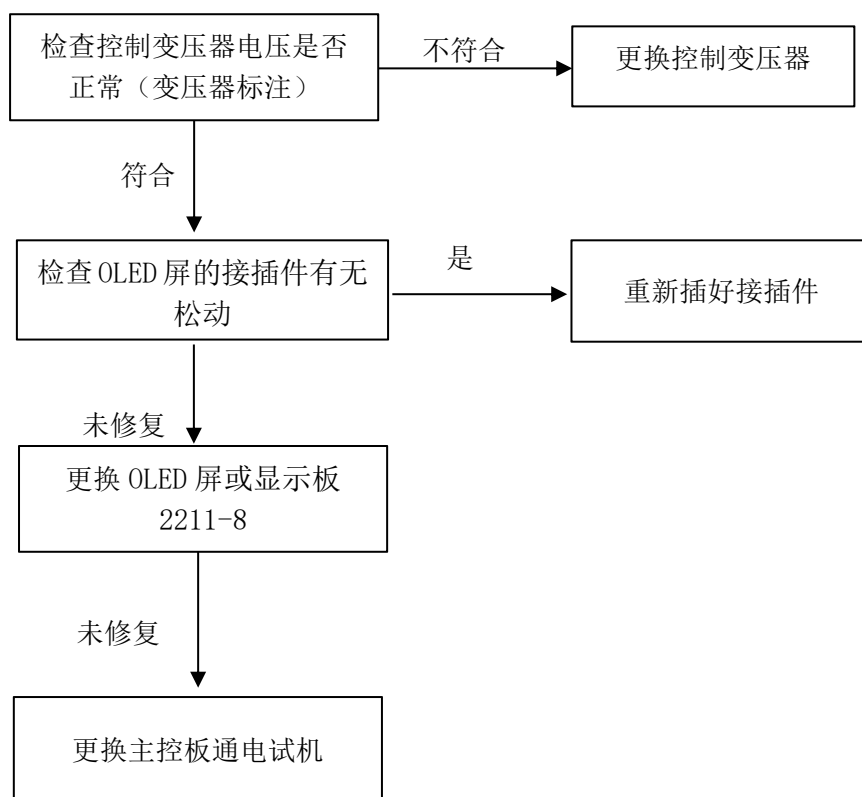 检查控制变压器电压是否
正常（变压器标注）
不符合
更换控制变压器
符合
检查OLED屏的接插件有无
松动
是
重新插好接插件
未修复
更换OLED屏或显示板
2211-8
未修复
更换主控板通电试机